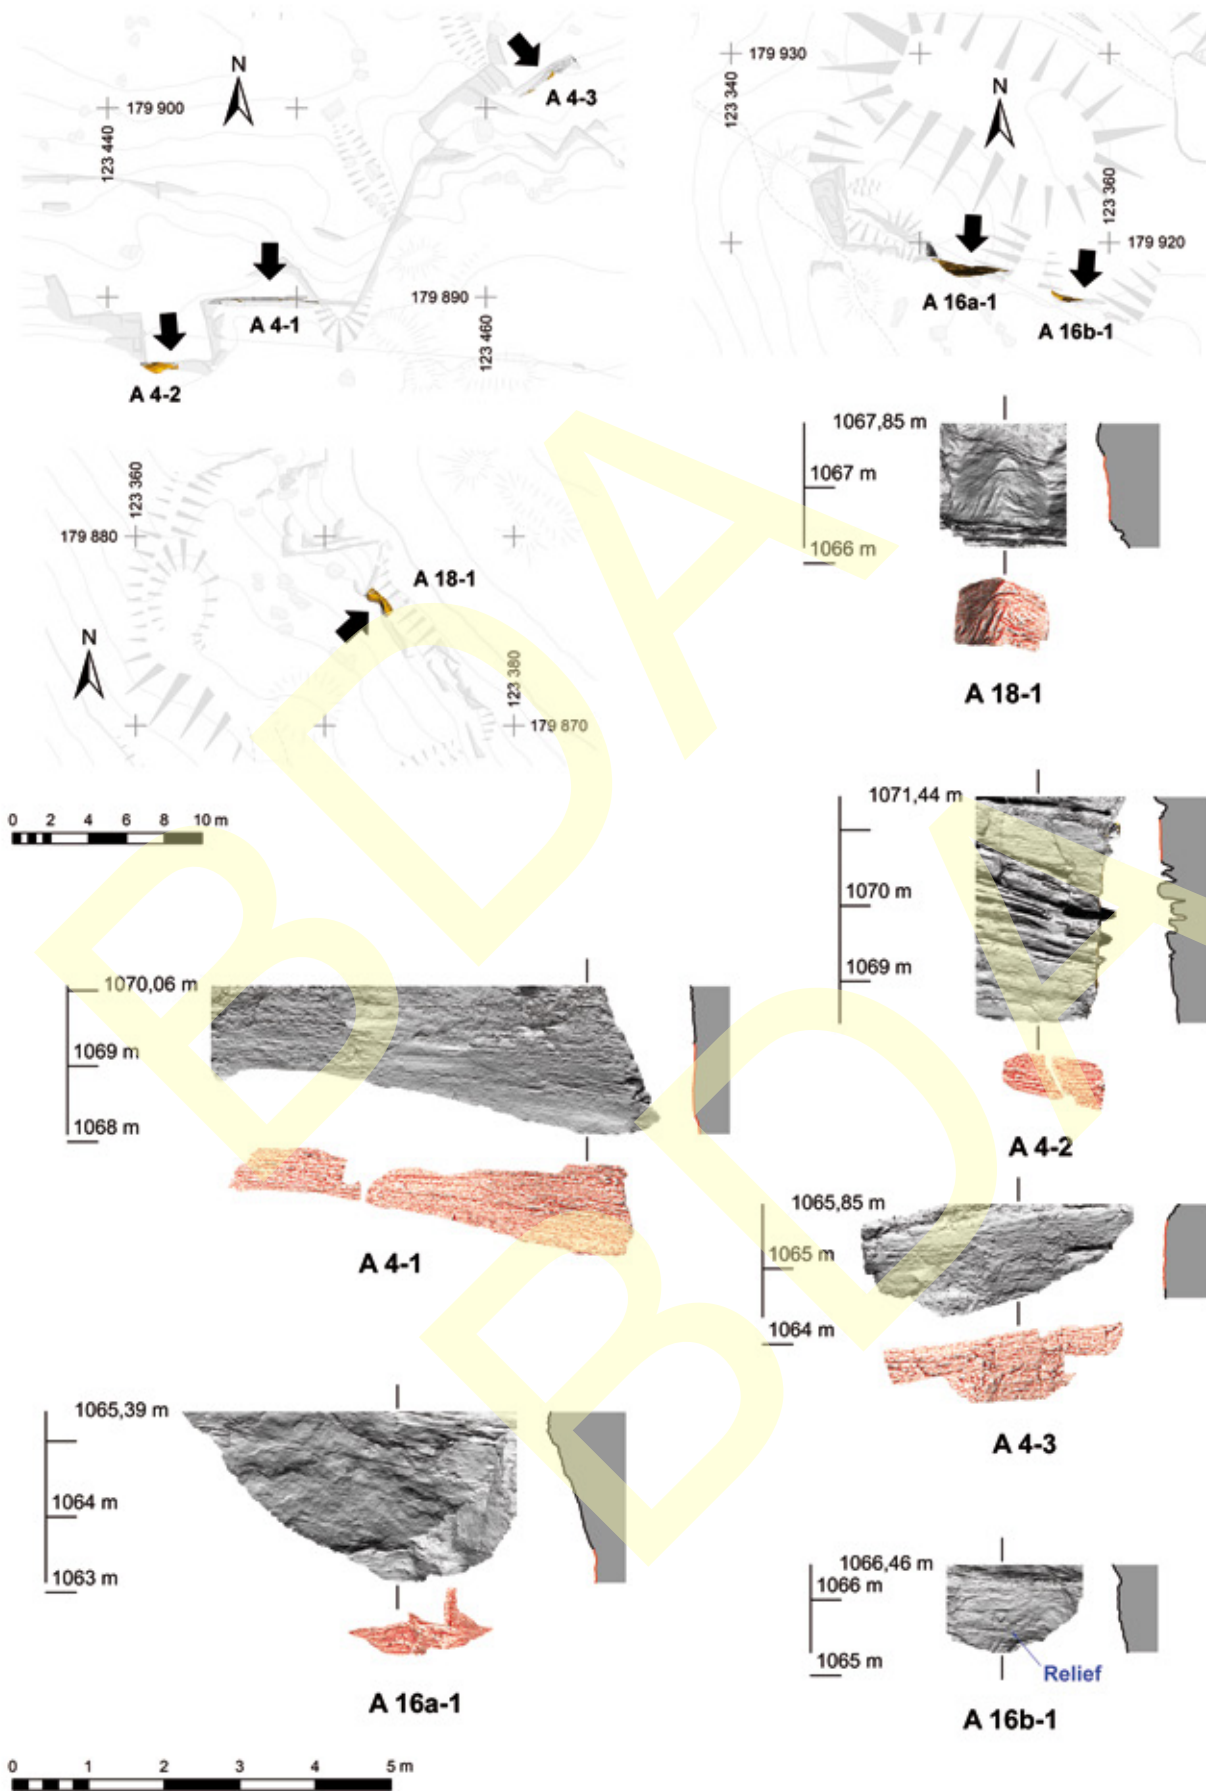 N
A 4-3
179 900
123 440
A 4-1
179 890
123 460
A 4-2
179 930
123 340
N
123 360
179 920
A 16a-1
A 16b-1
123 360
179 880
A 18-1
N
123 380
179 870
0 2 4 6 8 10 m
1067,85 m
1067 m
1066 m
A 18-1
1071,44 m
1070 m
1069 m
A 4-2
1070,06 m
1069 m
1068 m
A 4-1
1065,85 m
1065 m
1064 m
A 4-3
1065,39 m
1064 m
1063 m
A 16a-1
1066,46 m
1066 m
1065 m
Relief
A 16b-1
0 1 2 3 4 5 m
BDA
BDA